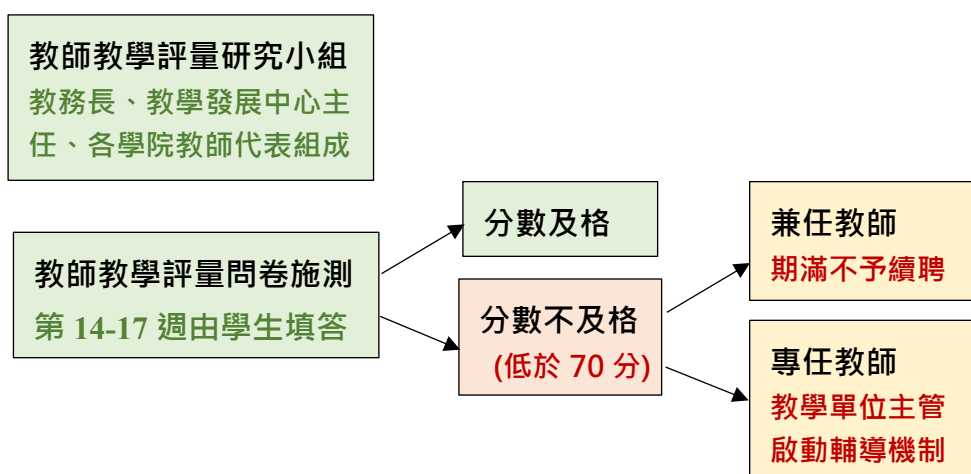 教師教學評量研究小組
教務長、教學發展中心主
任、各學院教師代表組成
教師教學評量問卷施測
第 14-17 週由學生填答
分數及格
分數不及格
(低於 70 分)
兼任教師
期滿不予續聘
專任教師
教學單位主管
啟動輔導機制